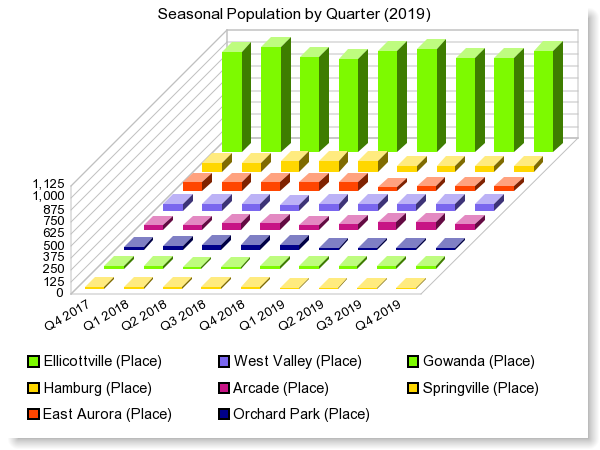 Seasonal Population by Quarter (2019)
1,125
1,000
875
750
625
500
375
250
125
0
Q4 2017
Q1 2018
Q2 2018
Q3 2018
Q4 2018
Q1 2019
Q2 2019
Q3 2019
Q4 2019
Ellicottville (Place) West Valley (Place) Gowanda (Place)
Hamburg (Place) Arcade (Place) Springville (Place)
East Aurora (Place) Orchard Park (Place)